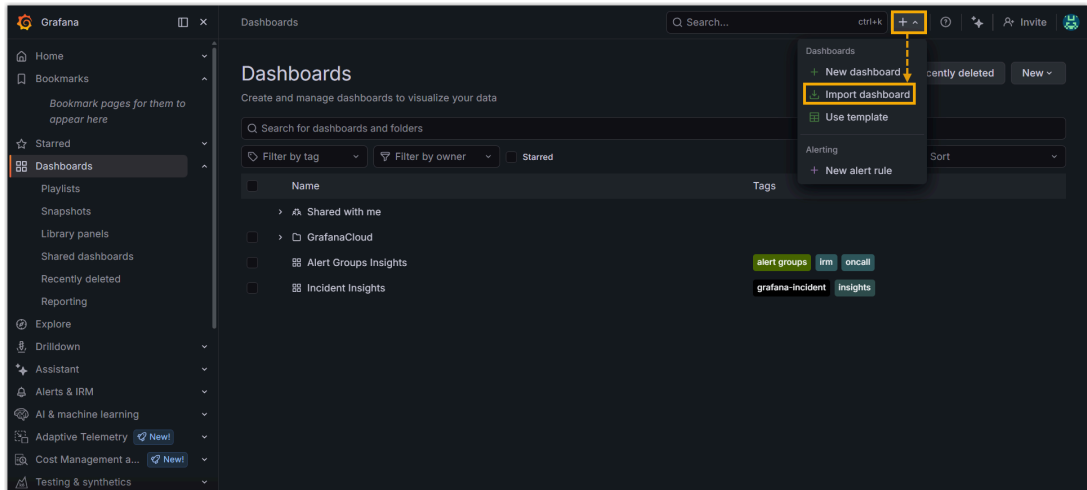 Grafana
Dashboards
Search...
ctrl+k
Invite
Home
Bookmarks
Bookmark pages for them to
appear here
Starred
Dashboards
Playlists
Snapshots
Library panels
Shared dashboards
Recently deleted
Reporting
Explore
Drilldown
Assistant
Alerts & IRM
AI & machine learning
Adaptive Telemetry New!
Cost Management a... New!
Testing & synthetics
Dashboards
Create and manage dashboards to visualize your data
cently deleted
New
Search for dashboards and folders
Filter by tag
Filter by owner
Starred
Sort
Name
Tags
Shared with me
GrafanaCloud
Alert Groups Insights
alert groups irm oncall
Incident Insights
grafana-incident insights
Dashboards
New dashboard
Import dashboard
Use template
Alerting
New alert rule